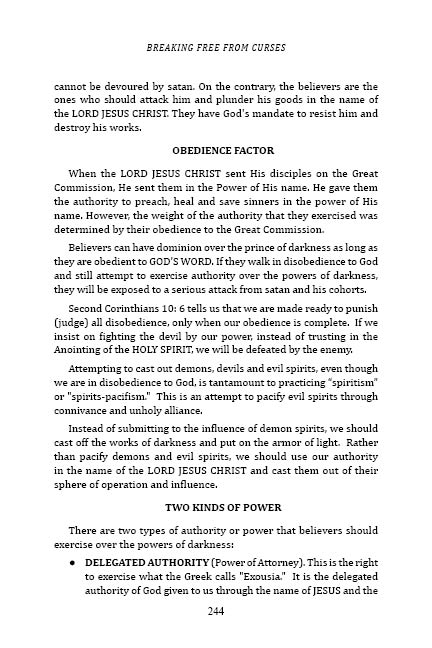 BREAKING FREE FROM CURSES
cannot be devoured by satan. On the contrary, the believers are the
ones who should attack him and plunder his goods in the name of
the LORD JESUS CHRIST. They have God's mandate to resist him and
destroy his works.
OBEDIENCE FACTOR
When the LORD JESUS CHRIST sent His disciples on the Great
Commission, He sent them in the Power of His name. He gave them
the authority to preach, heal and save sinners in the power of His
name. However, the weight of the authority that they exercised was
determined by their obedience to the Great Commission.
Believers can have dominion over the prince of darkness as long as
they are obedient to GOD'S WORD. If they walk in disobedience to God
and still attempt to exercise authority over the powers of darkness,
they will be exposed to a serious attack from satan and his cohorts.
Second Corinthians 10: 6 tells us that we are made ready to punish
(judge) all disobedience, only when our obedience is complete. If we
insist on fighting the devil by our power, instead of trusting in the
Anointing of the HOLY SPIRIT, we will be defeated by the enemy.
Attempting to cast out demons, devils and evil spirits, even though
we are in disobedience to God, is tantamount to practicing "spiritism"
or "spirits-pacifism." This is an attempt to pacify evil spirits through
connivance and unholy alliance.
Instead of submitting to the influence of demon spirits, we should
cast off the works of darkness and put on the armor of light. Rather
than pacify demons and evil spirits, we should use our authority
in the name of the LORD JESUS CHRIST and cast them out of their
sphere of operation and influence.
TWO KINDS OF POWER
There are two types of authority or power that believers should
exercise over the powers of darkness:
● DELEGATED AUTHORITY (Power of Attorney). This is the right
to exercise what the Greek calls "Exousia." It is the delegated
authority of God given to us through the name of JESUS and the
244